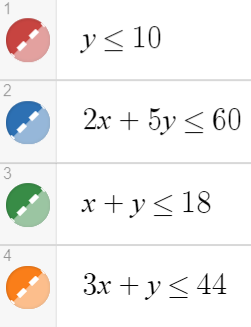 1
y ≤ 10
2
2x + 5y ≤ 60
3
x + y ≤ 18
4
3x + y ≤ 44